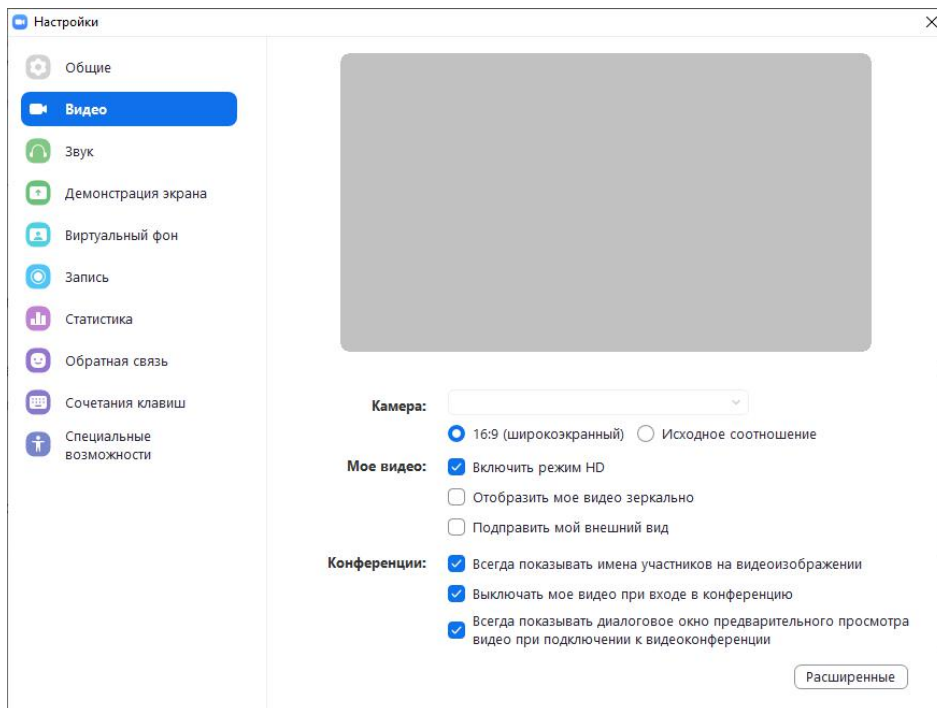 Настройки
Общие
Видео
Звук
Демонстрация экрана
Виртуальный фон
Запись
Статистика
Обратная связь
Сочетания клавиш
Специальные
возможности
Камера:
16:9 (широкоэкранный) Исходное соотношение
Мое видео: Включить режим HD
Отобразить мое видео зеркально
Подправить мой внешний вид
Конференции: Всегда показывать имена участников на видеоизображении
Выключать мое видео при входе в конференцию
Всегда показывать диалоговое окно предварительного просмотра
видео при подключении к видеоконференции
Расширенные